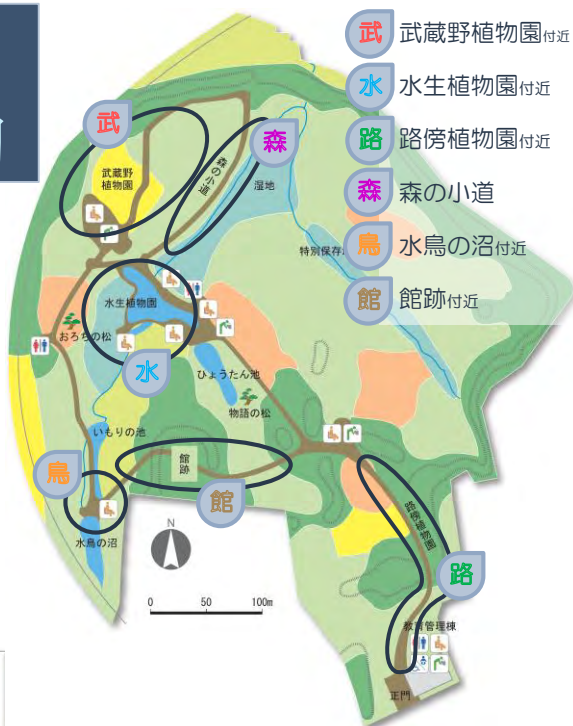 武 武蔵野植物園付近
水 水生植物園付近
路 路傍植物園付近
森 森の小道
鳥 水鳥の沼付近
館 館跡付近
武
森
武蔵野
植物園
森の小道
湿地
水生植物園
おろちの松
水
ひょうたん池
物語の松
いもりの池
鳥
館跡
館
水鳥の沼
N
0 50 100m
路傍植物園
路
教育管理棟
正門